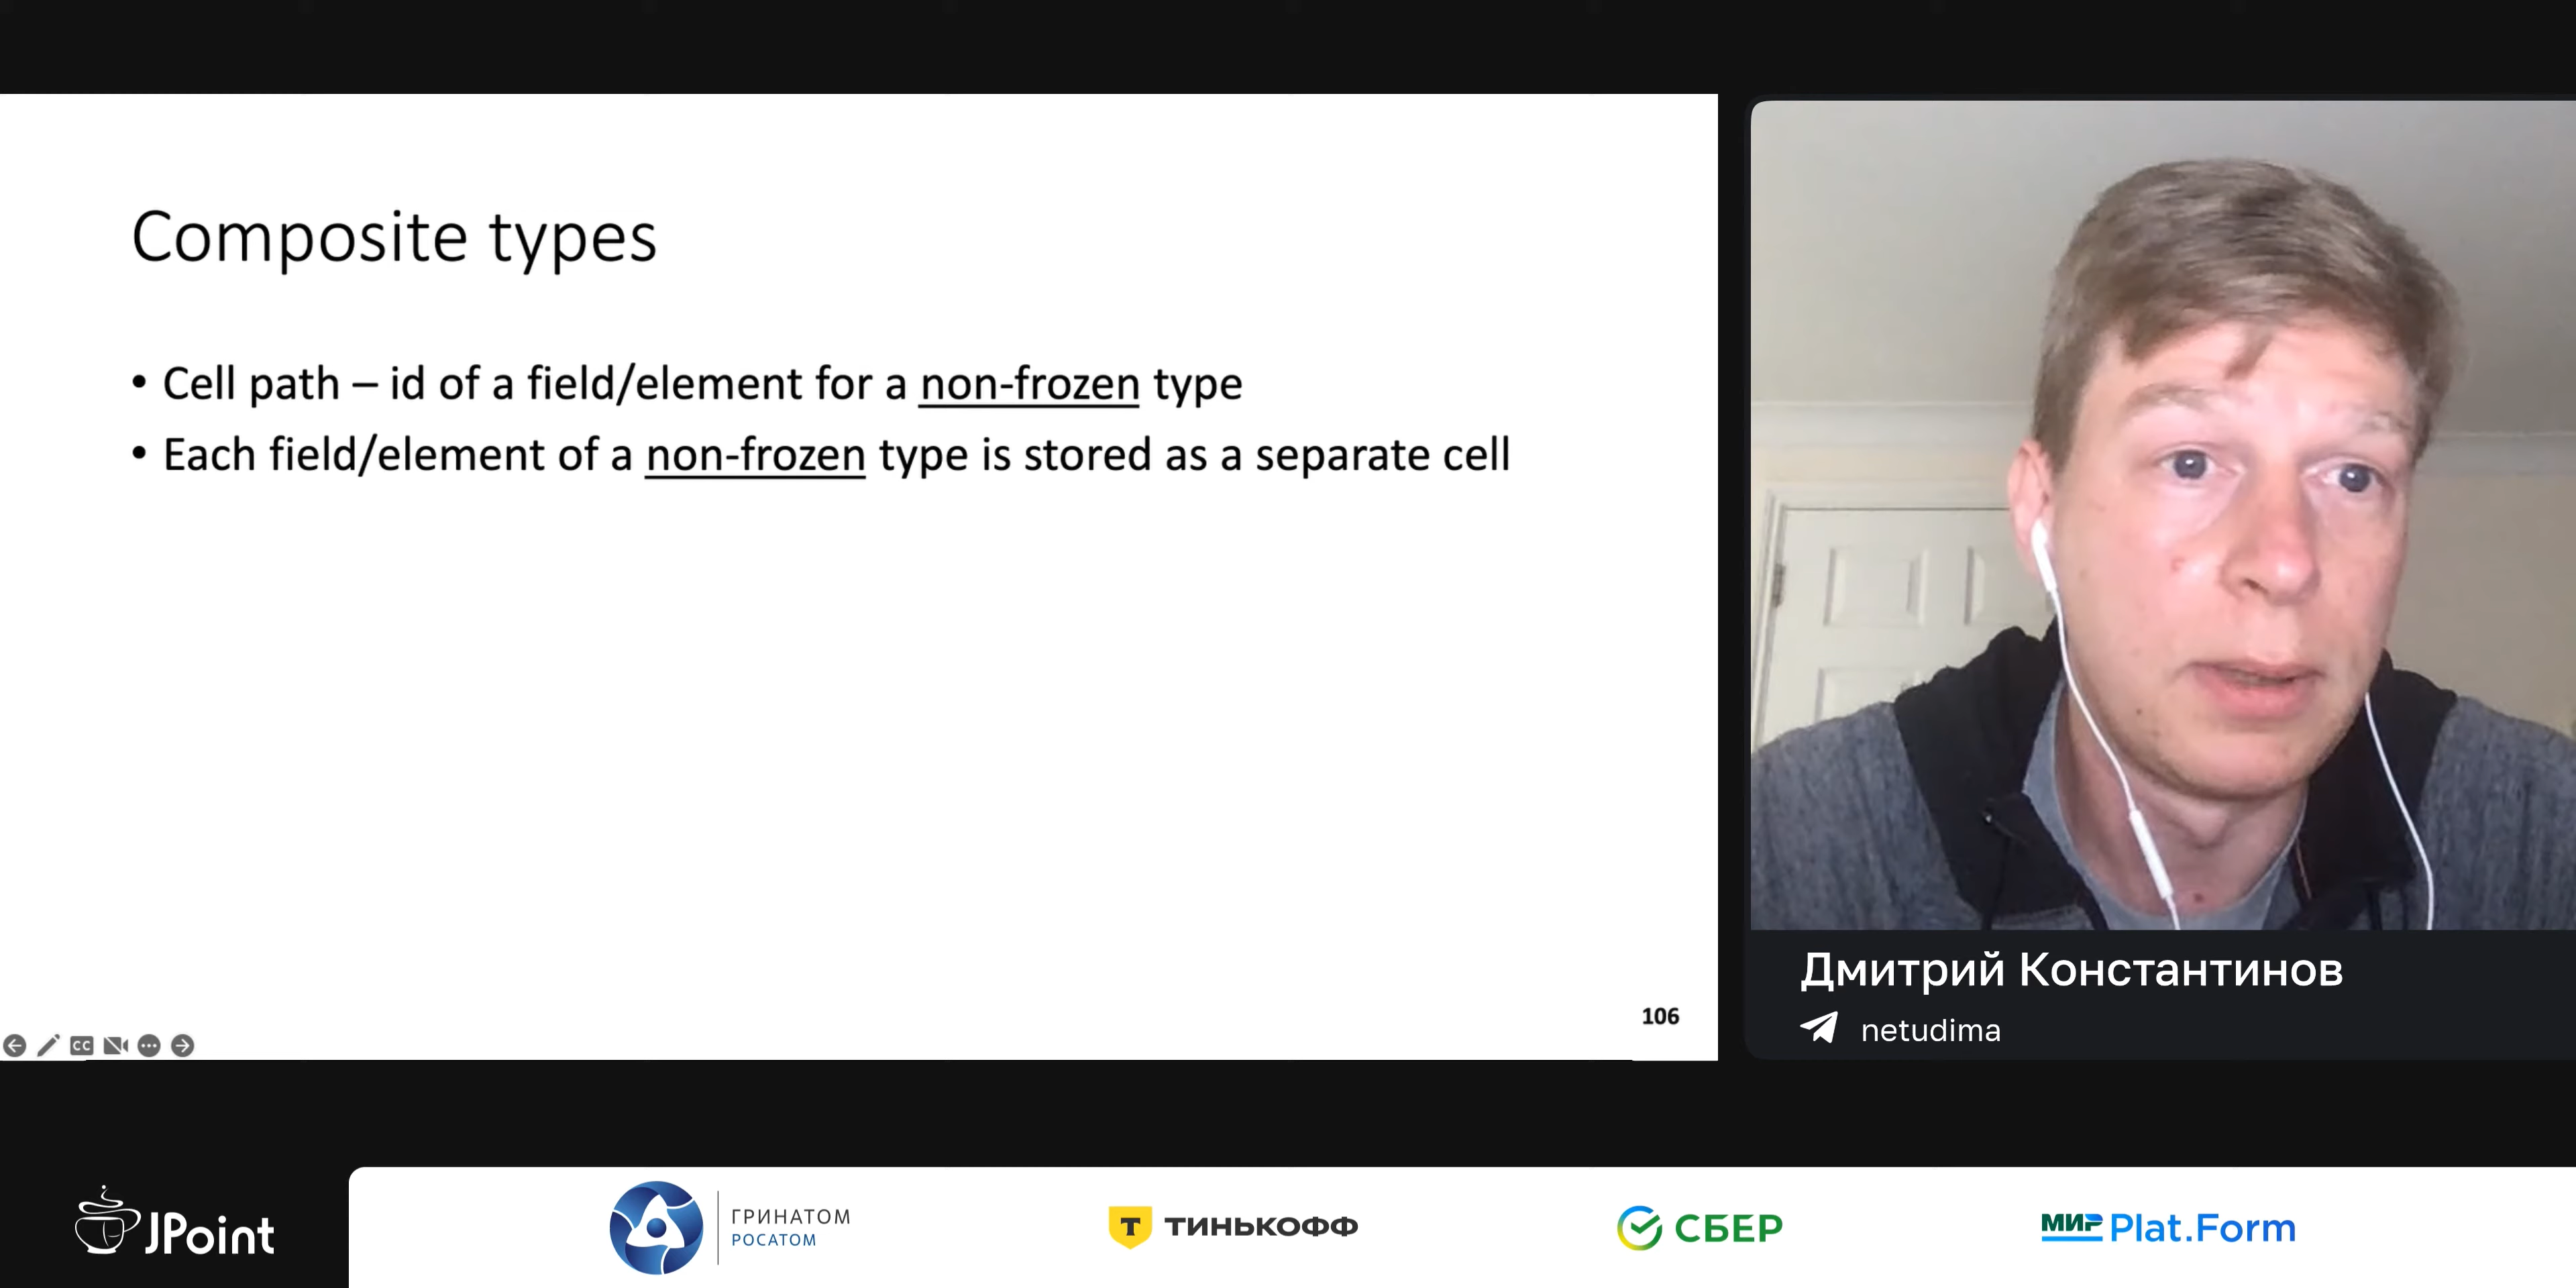 Composite types
• Cell path – id of a field/element for a non-frozen type
• Each field/element of a non-frozen type is stored as a separate cell
106
CC
Дмитрий Константинов
netudima
JPoint
ГРИНАТОМ
РОСАТОМ
Т ТИНЬКОФФ
СБЕР
МИР Plat.Form